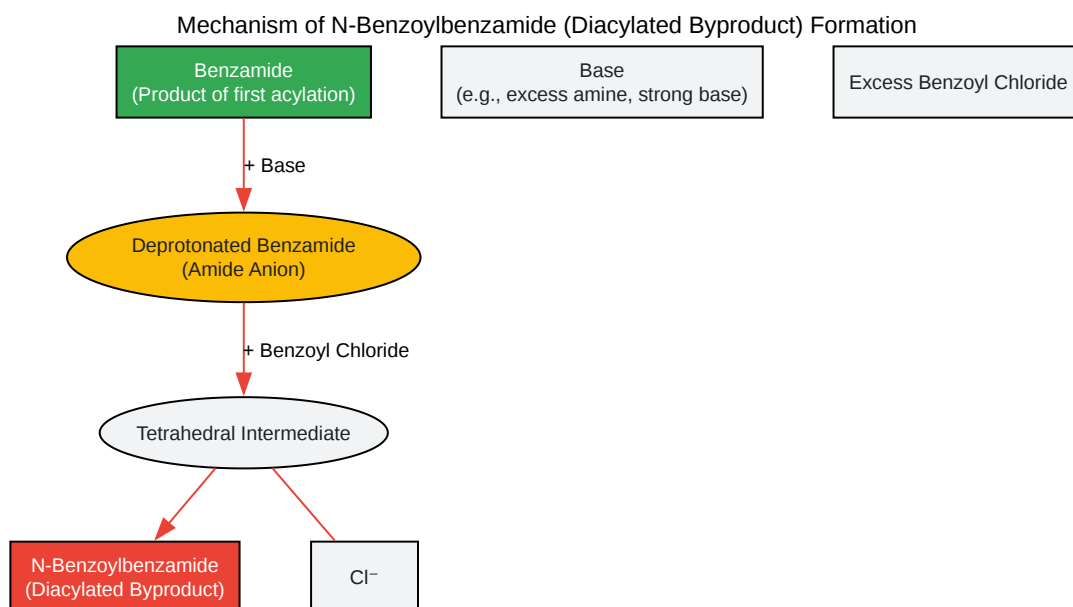 Mechanism of N-Benzoylbenzamide (Diacylated Byproduct) Formation
Benzamide
(Product of first acylation)
Base
(e.g., excess amine, strong base)
Excess Benzoyl Chloride
+ Base
Deprotonated Benzamide
(Amide Anion)
+ Benzoyl Chloride
Tetrahedral Intermediate
N-Benzoylbenzamide
(Diacylated Byproduct)
Cl⁻